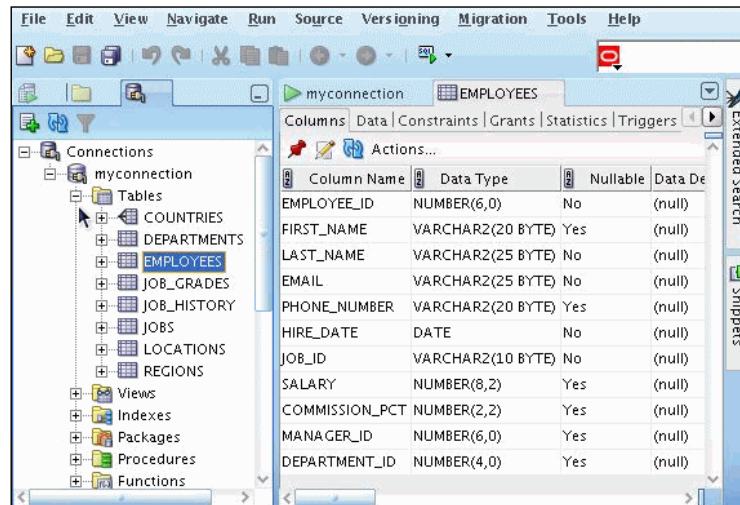 File Edit View Navigate Run Source Versioning Migration Tools Help
SQL
myconnection EMPLOYEES
Columns Data Constraints Grants Statistics Triggers
Actions...
Connections
myconnection
Tables
COUNTRIES
DEPARTMENTS
EMPLOYEES
JOB_GRADES
JOB_HISTORY
JOBS
LOCATIONS
REGIONS
Views
Indexes
Packages
Procedures
Functions
Column Name Data Type Nullable Data De
EMPLOYEE_ID NUMBER(6,0) No (null)
FIRST_NAME VARCHAR2(20 BYTE) Yes (null)
LAST_NAME VARCHAR2(25 BYTE) No (null)
EMAIL VARCHAR2(25 BYTE) No (null)
PHONE_NUMBER VARCHAR2(20 BYTE) Yes (null)
HIRE_DATE DATE No (null)
JOB_ID VARCHAR2(10 BYTE) No (null)
SALARY NUMBER(8,2) Yes (null)
COMMISSION_PCT NUMBER(2,2) Yes (null)
MANAGER_ID NUMBER(6,0) Yes (null)
DEPARTMENT_ID NUMBER(4,0) Yes (null)
Extended Search
Snippets